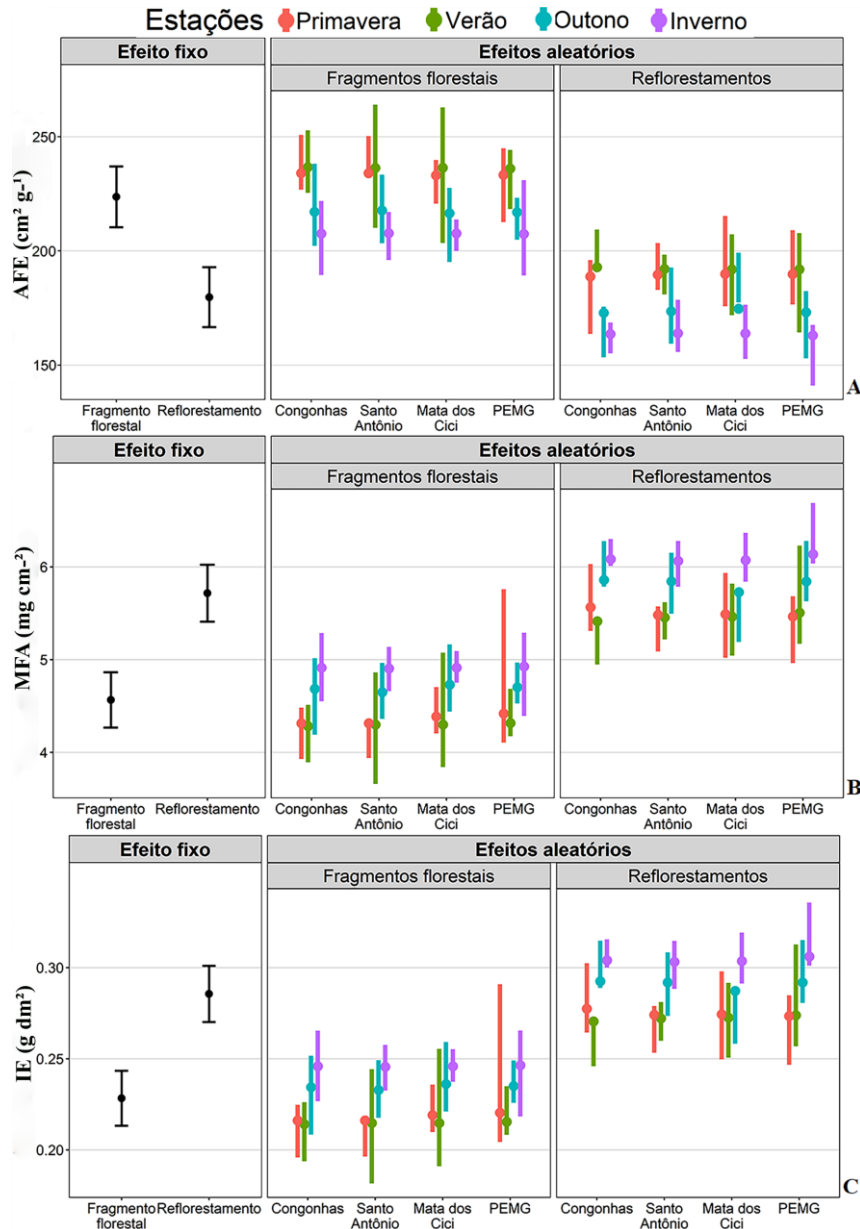 Estações Primavera Verão Outono Inverno
Efeito fixo Efeitos aleatórios
Fragmentos florestais Reflorestamentos
AFE (cm² g-¹)
250
200
150
Fragmento florestal Reflorestamento Congonhas Santo Antônio Mata dos Cici PEMG Congonhas Santo Antônio Mata dos Cici PEMG
A
Efeito fixo Efeitos aleatórios
Fragmentos florestais Reflorestamentos
MFA (mg cm-²)
6
5
4
Fragmento florestal Reflorestamento Congonhas Santo Antônio Mata dos Cici PEMG Congonhas Santo Antônio Mata dos Cici PEMG
B
Efeito fixo Efeitos aleatórios
Fragmentos florestais Reflorestamentos
IE (g dm²)
0.30
0.25
0.20
Fragmento florestal Reflorestamento Congonhas Santo Antônio Mata dos Cici PEMG Congonhas Santo Antônio Mata dos Cici PEMG
C